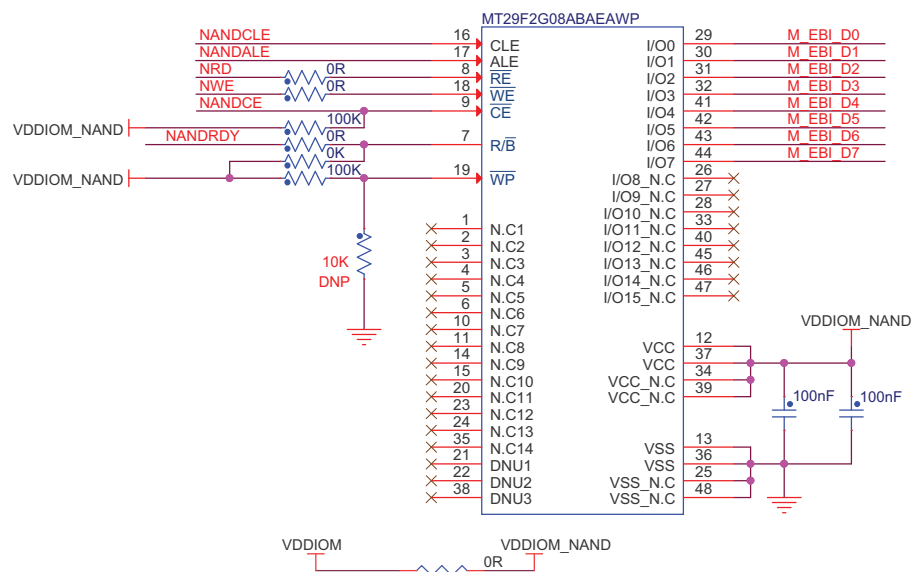 MT29F2G08ABAEAWP
NANDCLE 16 CLE
NANDALE 17 ALE
NRD 0R 8 RE
NWE 0R 18 WE
NANDCE 9 CE
VDDIOM_NAND 100K
NANDRDY 0R 7 R/B
0K
VDDIOM_NAND 100K 19 WP
10K
DNP
1 N.C1
2 N.C2
3 N.C3
4 N.C4
5 N.C5
6 N.C6
10 N.C7
11 N.C8
14 N.C9
15 N.C10
20 N.C11
23 N.C12
24 N.C13
35 N.C14
21 DNU1
22 DNU2
38 DNU3
I/O0 29 M_EBI_D0
I/O1 30 M_EBI_D1
I/O2 31 M_EBI_D2
I/O3 32 M_EBI_D3
I/O4 41 M_EBI_D4
I/O5 42 M_EBI_D5
I/O6 43 M_EBI_D6
I/O7 44 M_EBI_D7
I/O8_N.C 26
I/O9_N.C 27
I/O10_N.C 28
I/O11_N.C 33
I/O12_N.C 40
I/O13_N.C 45
I/O14_N.C 46
I/O15_N.C 47
VDDIOM_NAND
VCC 12
VCC 37
VCC_N.C 34
VCC_N.C 39
100nF 100nF
VSS 13
VSS 36
VSS_N.C 25
VSS_N.C 48
VDDIOM 0R VDDIOM_NAND